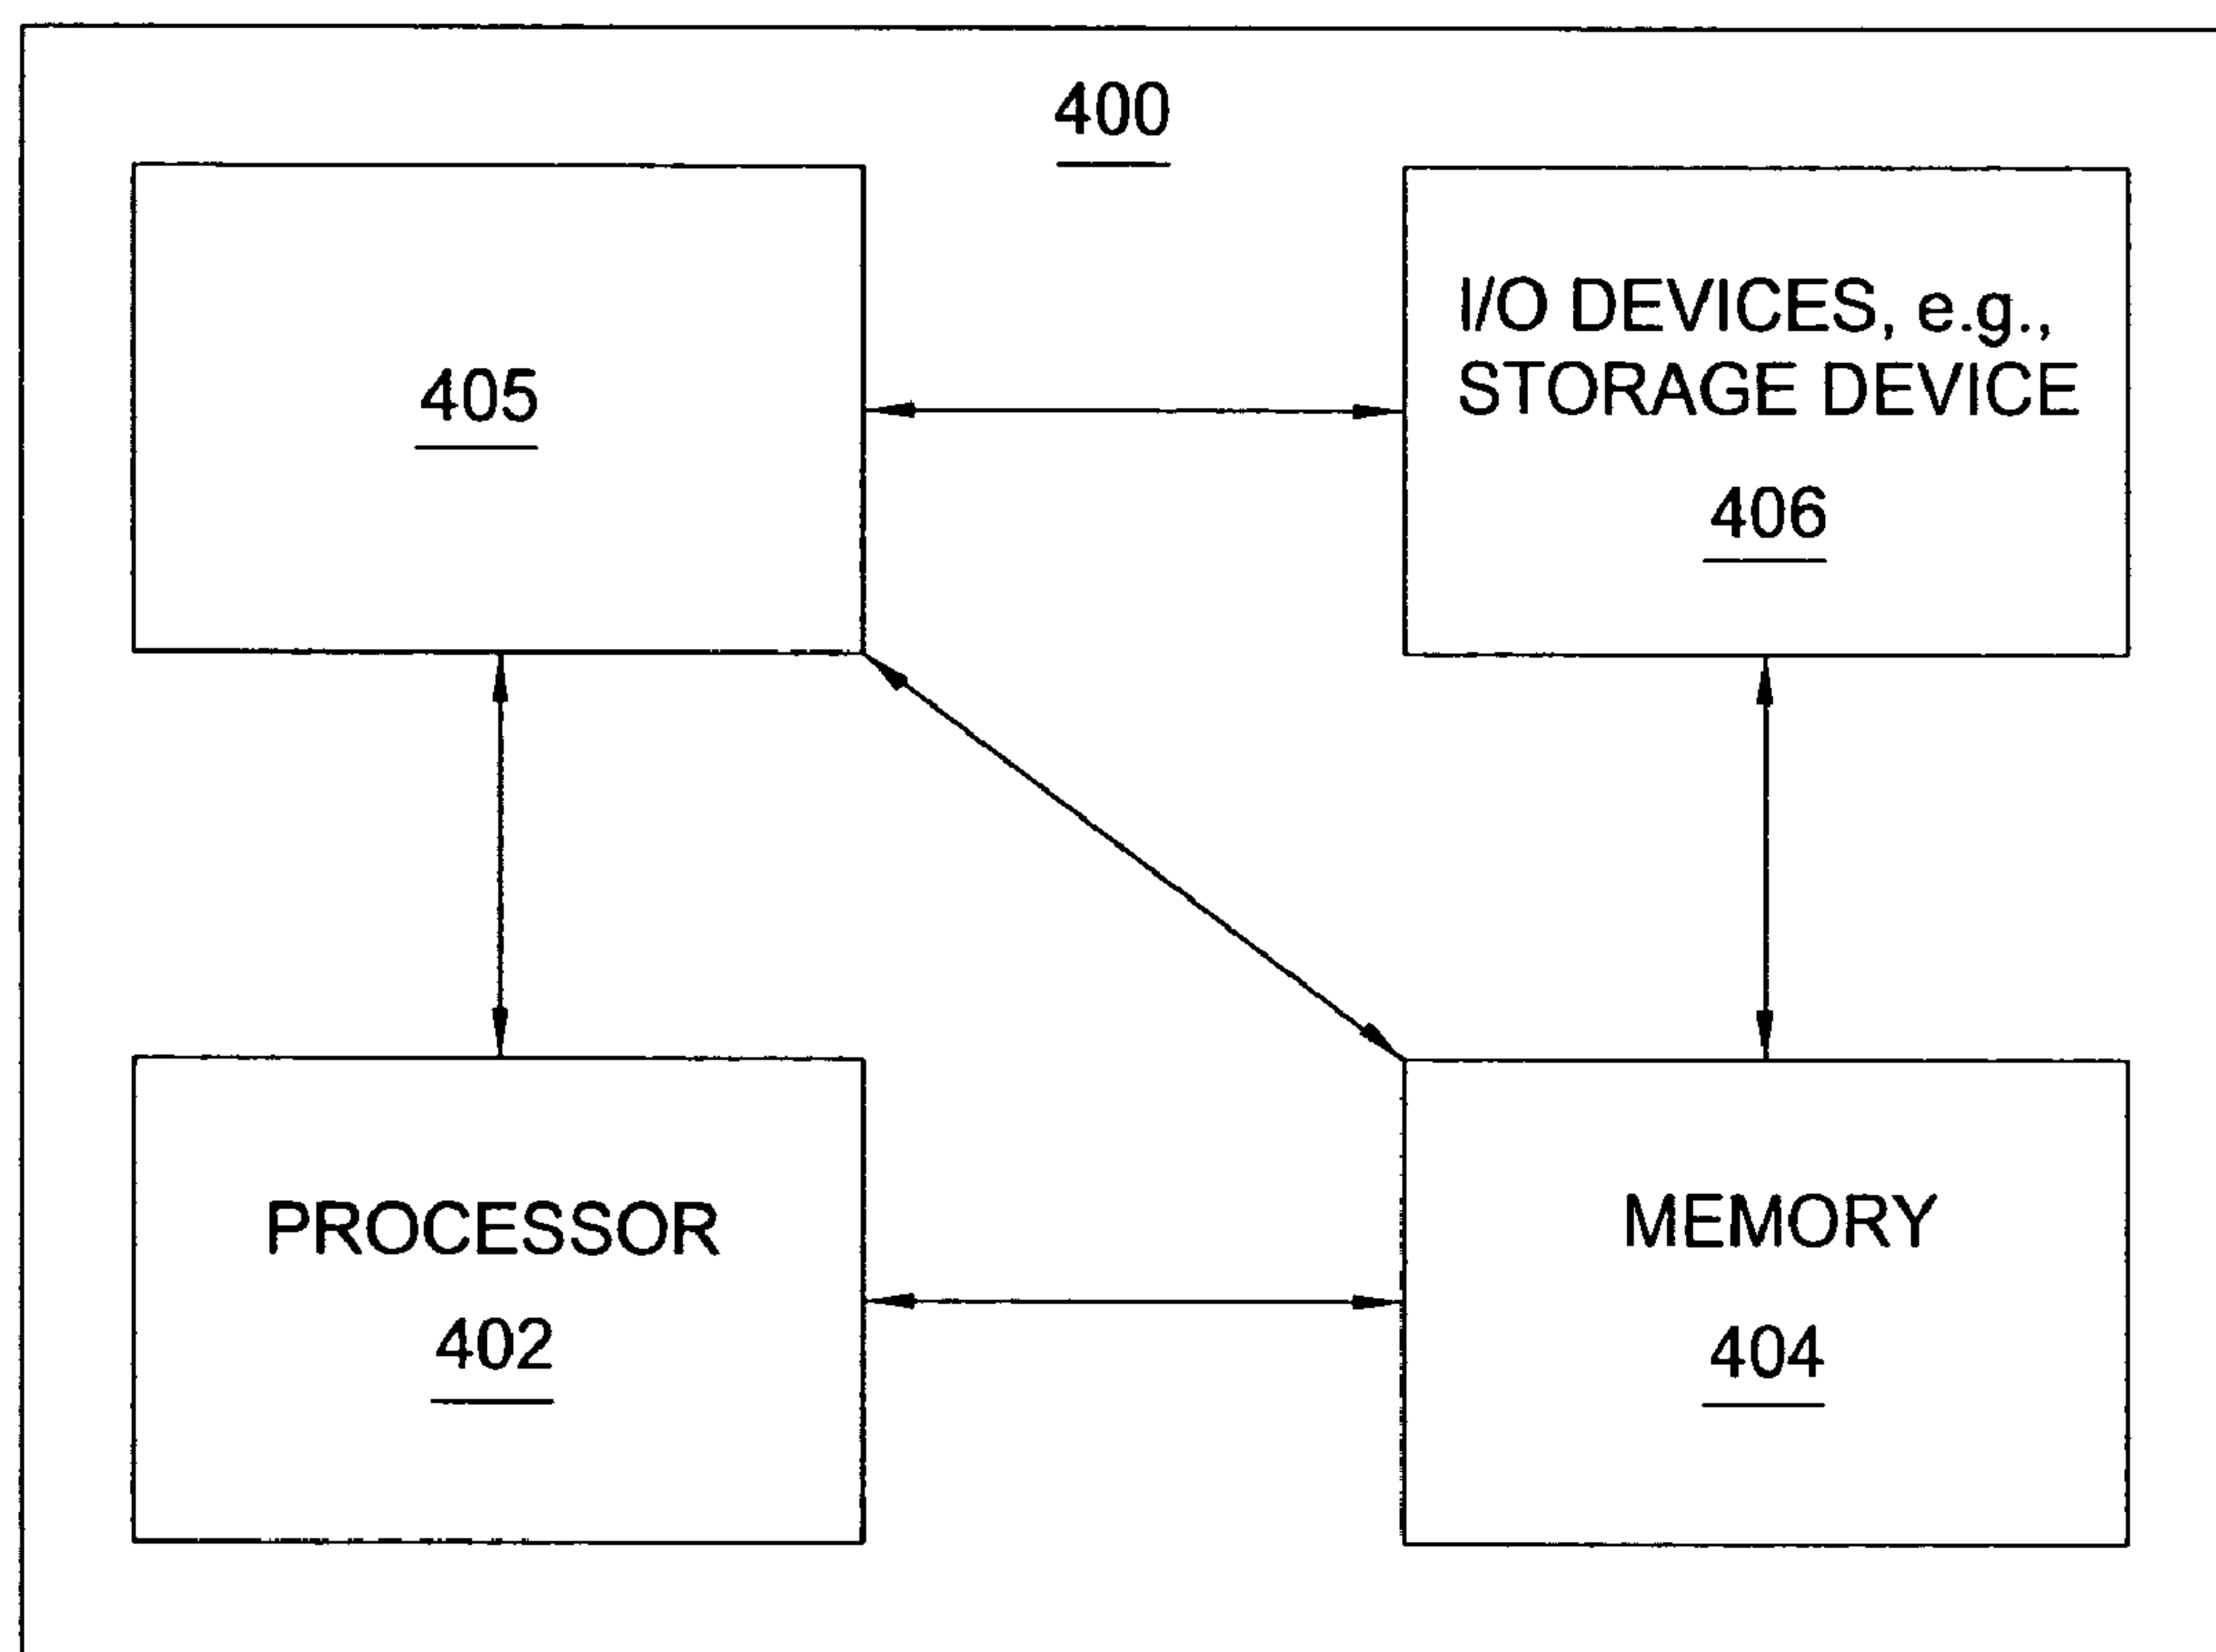 400
405
I/O DEVICES, e.g.,
STORAGE DEVICE
406
PROCESSOR
402
MEMORY
404